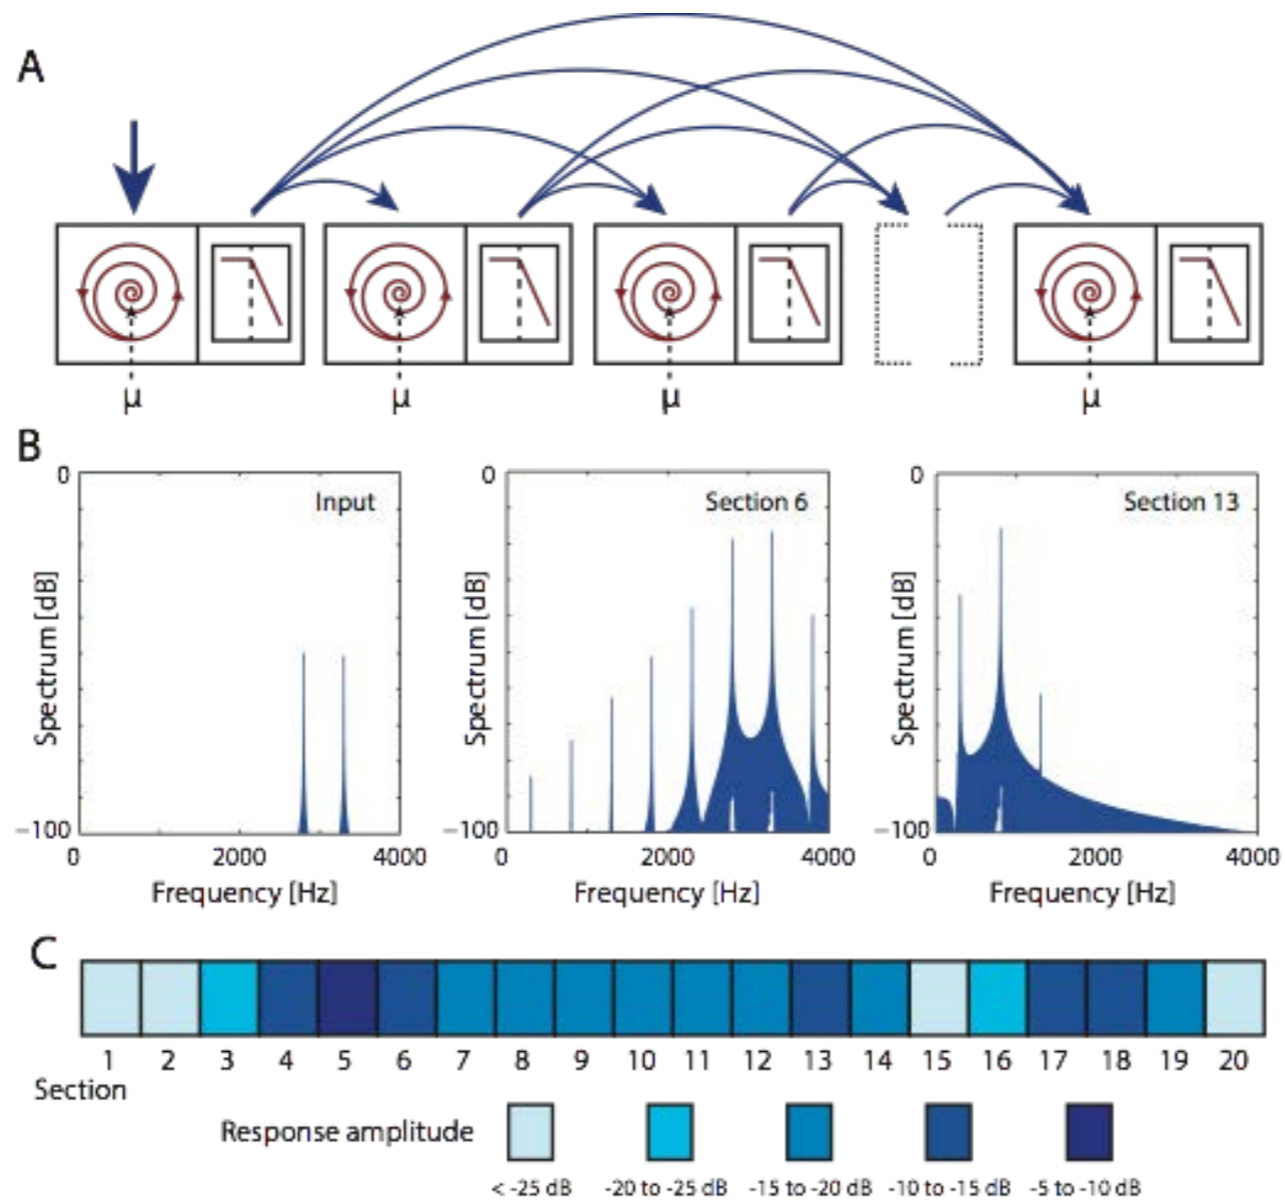 A
μ μ μ μ
B
0 0 0
Input Section 6 Section 13
Spectrum [dB] Spectrum [dB] Spectrum [dB]
−100 −100 −100
0 2000 4000 0 2000 4000 0 2000 4000
Frequency [Hz] Frequency [Hz] Frequency [Hz]
C
1 2 3 4 5 6 7 8 9 10 11 12 13 14 15 16 17 18 19 20
Section
Response amplitude
< -25 dB -20 to -25 dB -15 to -20 dB -10 to -15 dB -5 to -10 dB